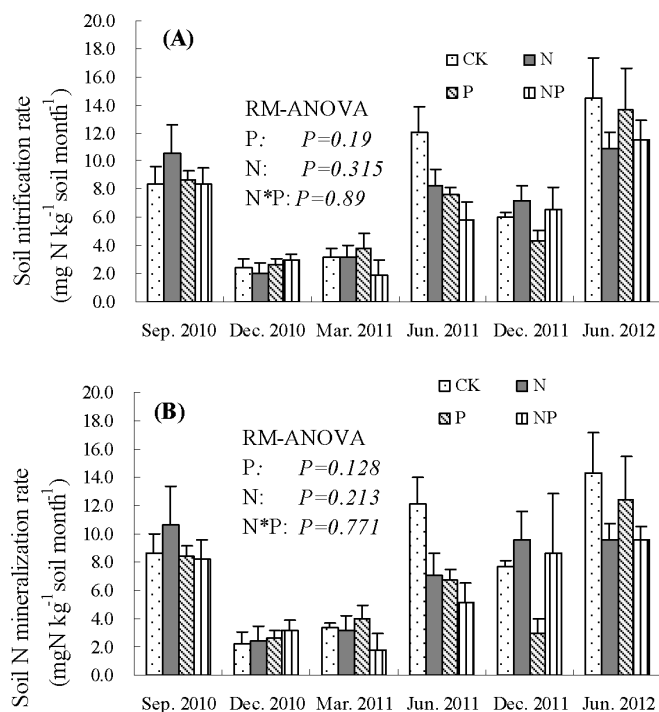 (A)
CK N
P NP
RM-ANOVA
P: P=0.19
N: P=0.315
N*P: P=0.89
Soil nitrification rate
(mg N kg-1 soil month-1)
20.0
18.0
16.0
14.0
12.0
10.0
8.0
6.0
4.0
2.0
0.0
Sep. 2010 Dec. 2010 Mar. 2011 Jun. 2011 Dec. 2011 Jun. 2012
(B)
CK N
P NP
RM-ANOVA
P: P=0.128
N: P=0.213
N*P: P=0.771
Soil N mineralization rate
(mgN kg-1 soil month-1)
20.0
18.0
16.0
14.0
12.0
10.0
8.0
6.0
4.0
2.0
0.0
Sep. 2010 Dec. 2010 Mar. 2011 Jun. 2011 Dec. 2011 Jun. 2012